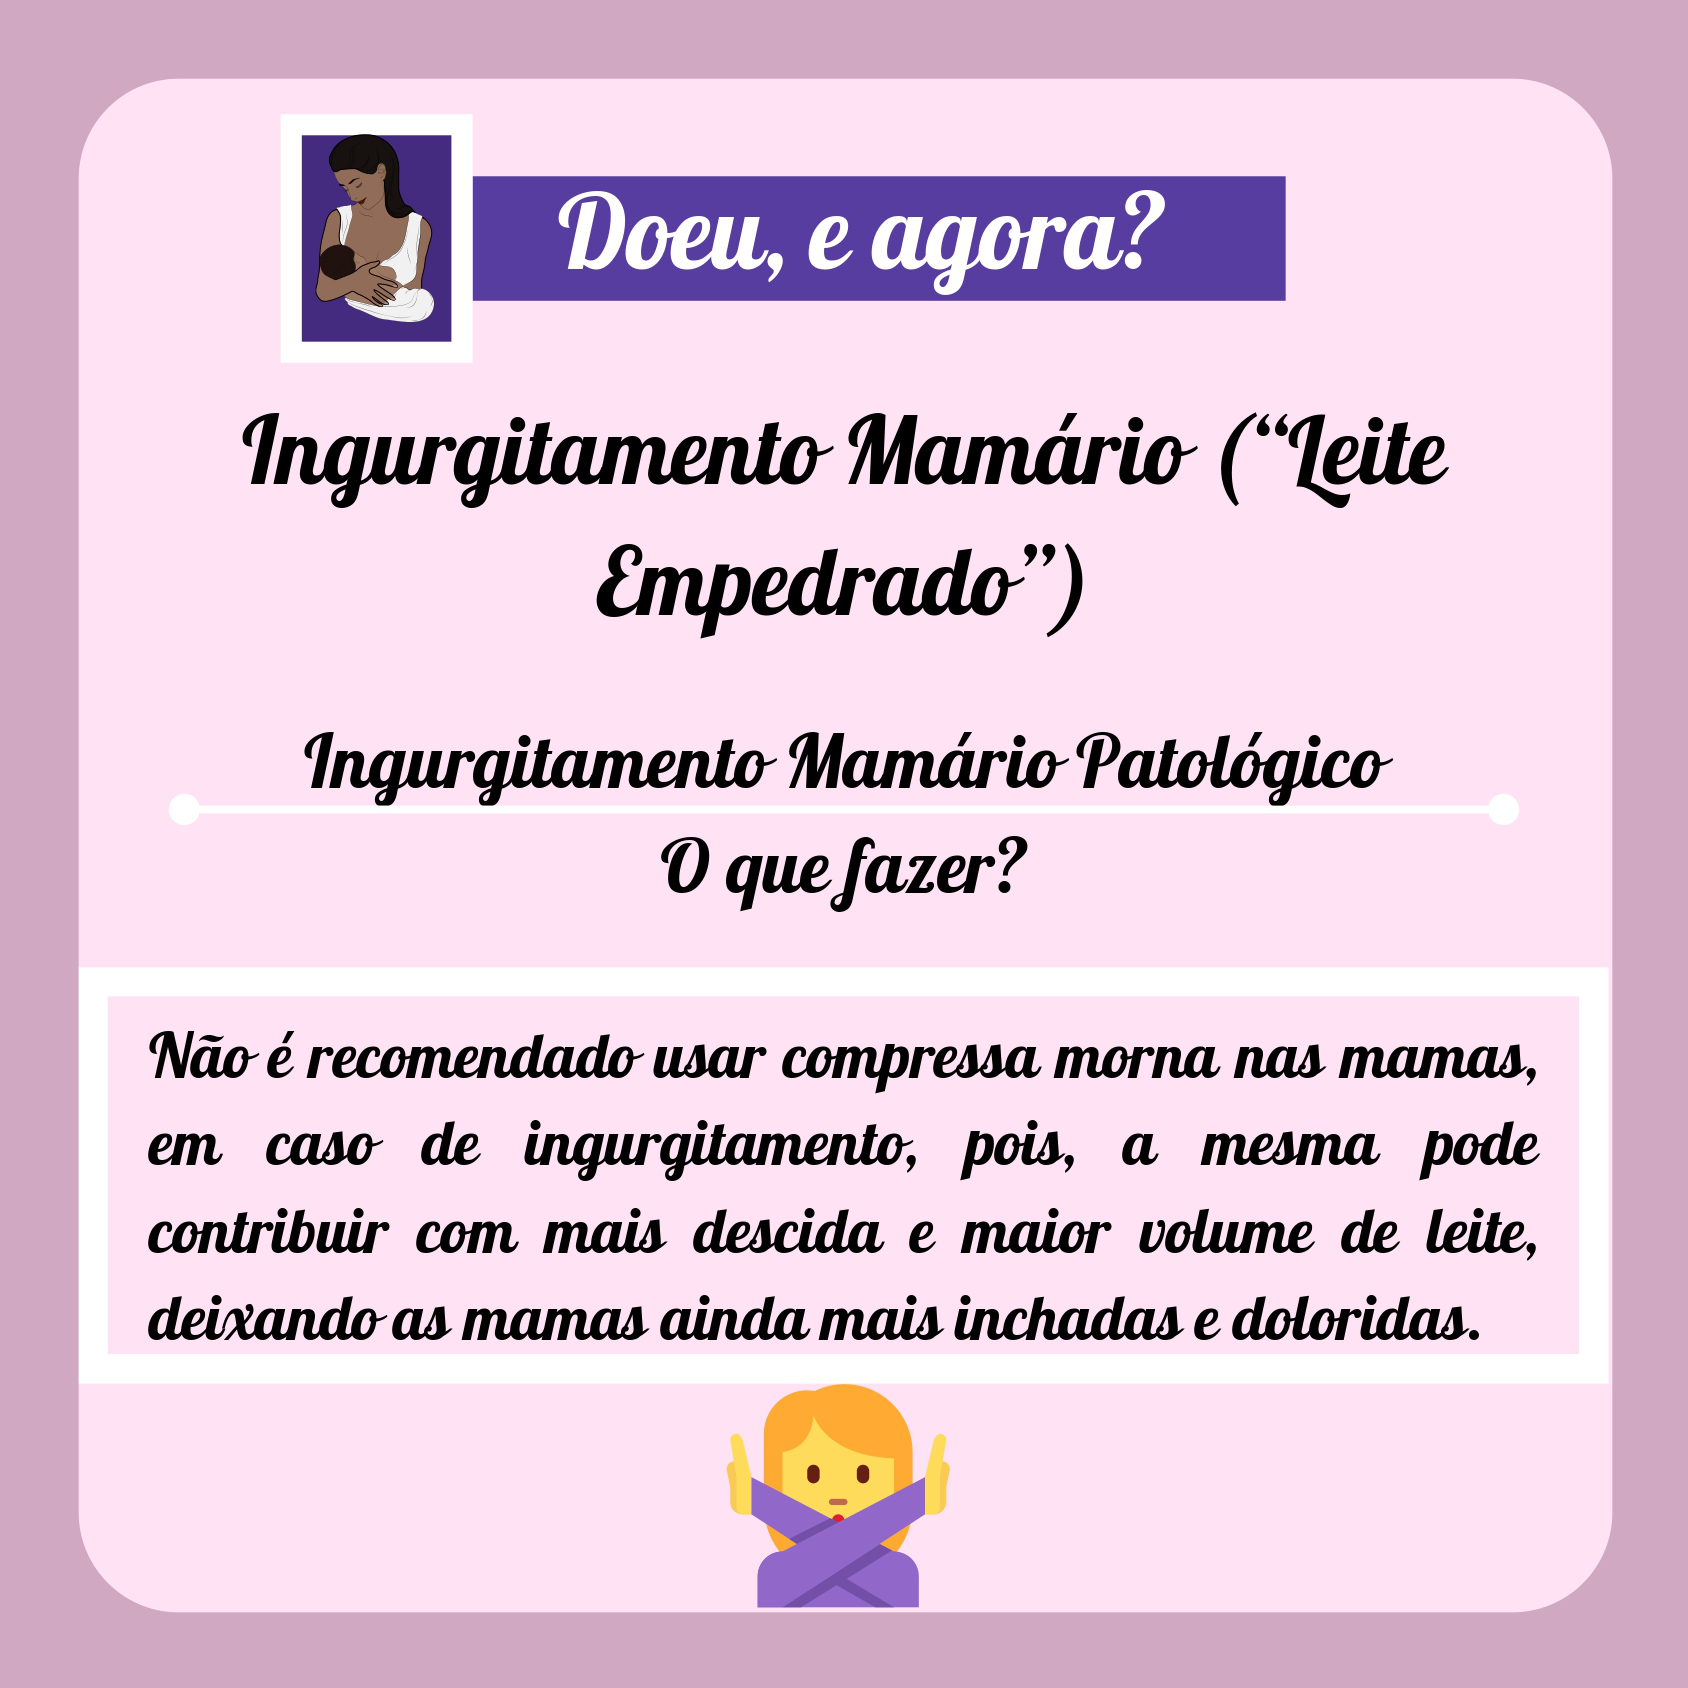 Doeu, e agora?
Ingurgitamento Mamário (“Leite
Empedrado”)
Ingurgitamento Mamário Patológico
O que fazer?
Não é recomendado usar compressa morna nas mamas,
em caso de ingurgitamento, pois, a mesma pode
contribuir com mais descida e maior volume de leite,
deixando as mamas ainda mais inchadas e doloridas.